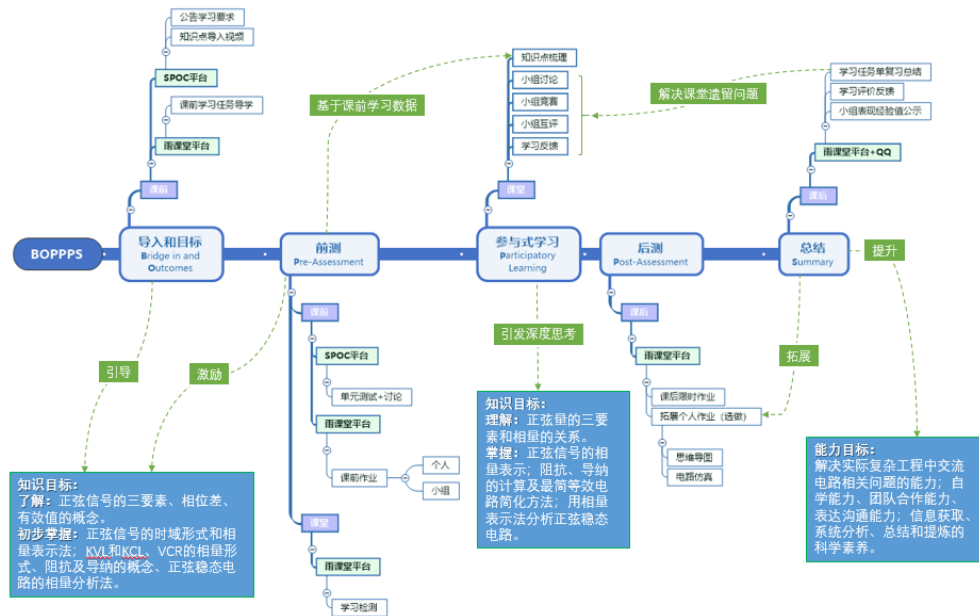 公告学习要求
知识点导入视频
SPOC平台
课前学习任务导学
雨课堂平台
课前
基于课前学习数据
知识点梳理
小组讨论
小组竞赛
小组互评
学习反馈
课堂
解决课堂遗留问题
学习任务单复习总结
学习评价反馈
小组表现经验值公示
雨课堂平台+QQ
课后
BOPPPS
导入和目标
Bridge in and
Outcomes
前测
Pre-Assessment
参与式学习
Participatory
Learning
后测
Post-Assessment
总结
Summary
提升
引导
激励
课前
SPOC平台
单元测试+讨论
雨课堂平台
课前作业
个人
小组
课堂
雨课堂平台
学习检测
引发深度思考
课后
雨课堂平台
课后限时作业
拓展个人作业（选做）
思维导图
电路仿真
拓展
知识目标：
了解：正弦信号的三要素、相位差、
有效值的概念。
初步掌握：正弦信号的时域形式和相
量表示法；KVL和KCL、VCR的相量形
式、阻抗及导纳的概念、正弦稳态电
路的相量分析法。
知识目标：
理解：正弦量的三要
素和相量的关系。
掌握：正弦信号的相
量表示；阻抗、导纳
的计算及最简等效电
路简化方法；用相量
表示法分析正弦稳态
电路。
能力目标：
解决实际复杂工程中交流
电路相关问题的能力；自
学能力、团队合作能力、
表达沟通能力；信息获取、
系统分析、总结和提炼的
科学素养。